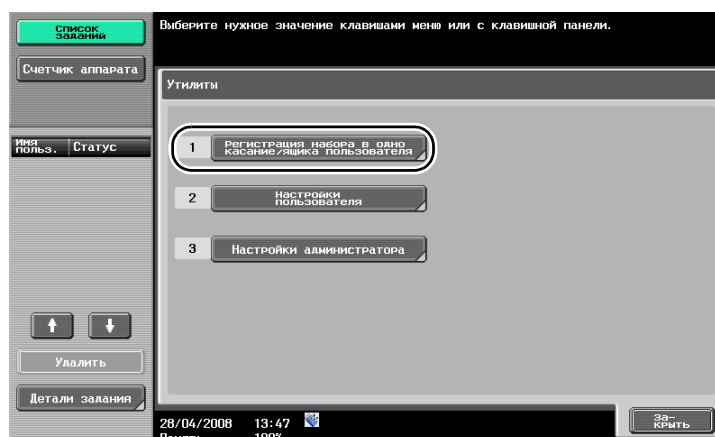 Список
заданий
Выберите нужное значение клавишами меню или с клавишной панели.
Счетчик аппарата
Утилиты
Имя
польз. Статус
1 Регистрация набора в одно
касание/ящика пользователя
2 Настройки
пользователя
3 Настройки администратора
Удалить
Детали задания
28/04/2008 13:47
Память 100%
За-
крыть